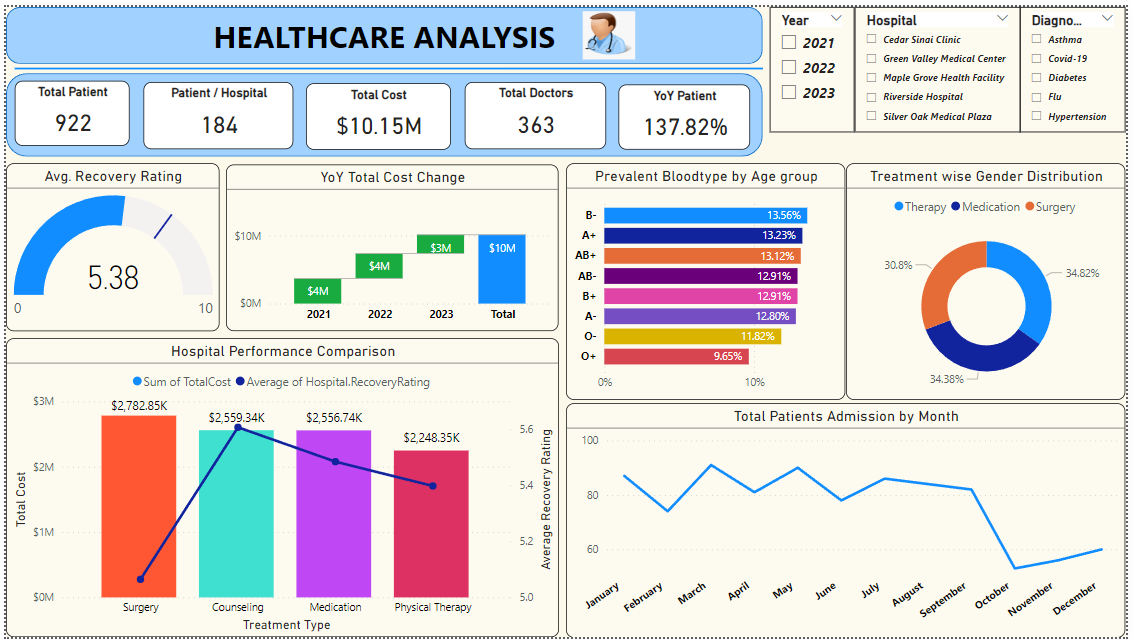 HEALTHCARE ANALYSIS
Year
2021
2022
2023
Hospital
Cedar Sinai Clinic
Green Valley Medical Center
Maple Grove Health Facility
Riverside Hospital
Silver Oak Medical Plaza
Diagno...
Asthma
Covid-19
Diabetes
Flu
Hypertension
Total Patient
922
Patient / Hospital
184
Total Cost
$10.15M
Total Doctors
363
YoY Patient
137.82%
Avg. Recovery Rating
5.38
0
10
YoY Total Cost Change
$10M
$0M
$4M
$4M
$3M
$10M
2021
2022
2023
Total
Prevalent Bloodtype by Age group
B-
13.56%
A+
13.23%
AB+
13.12%
AB-
12.91%
B+
12.91%
A-
12.80%
O-
11.82%
O+
9.65%
0%
10%
Treatment wise Gender Distribution
Therapy
Medication
Surgery
30.8%
34.82%
34.38%
Hospital Performance Comparison
Sum of TotalCost
Average of Hospital.RecoveryRating
$3M
$2M
$1M
$0M
Total Cost
$2,782.85K
$2,559.34K
$2,556.74K
$2,248.35K
5.6
5.4
5.2
5.0
Average Recovery Rating
Surgery
Counseling
Medication
Physical Therapy
Treatment Type
Total Patients Admission by Month
100
80
60
January
February
March
April
May
June
July
August
September
October
November
December